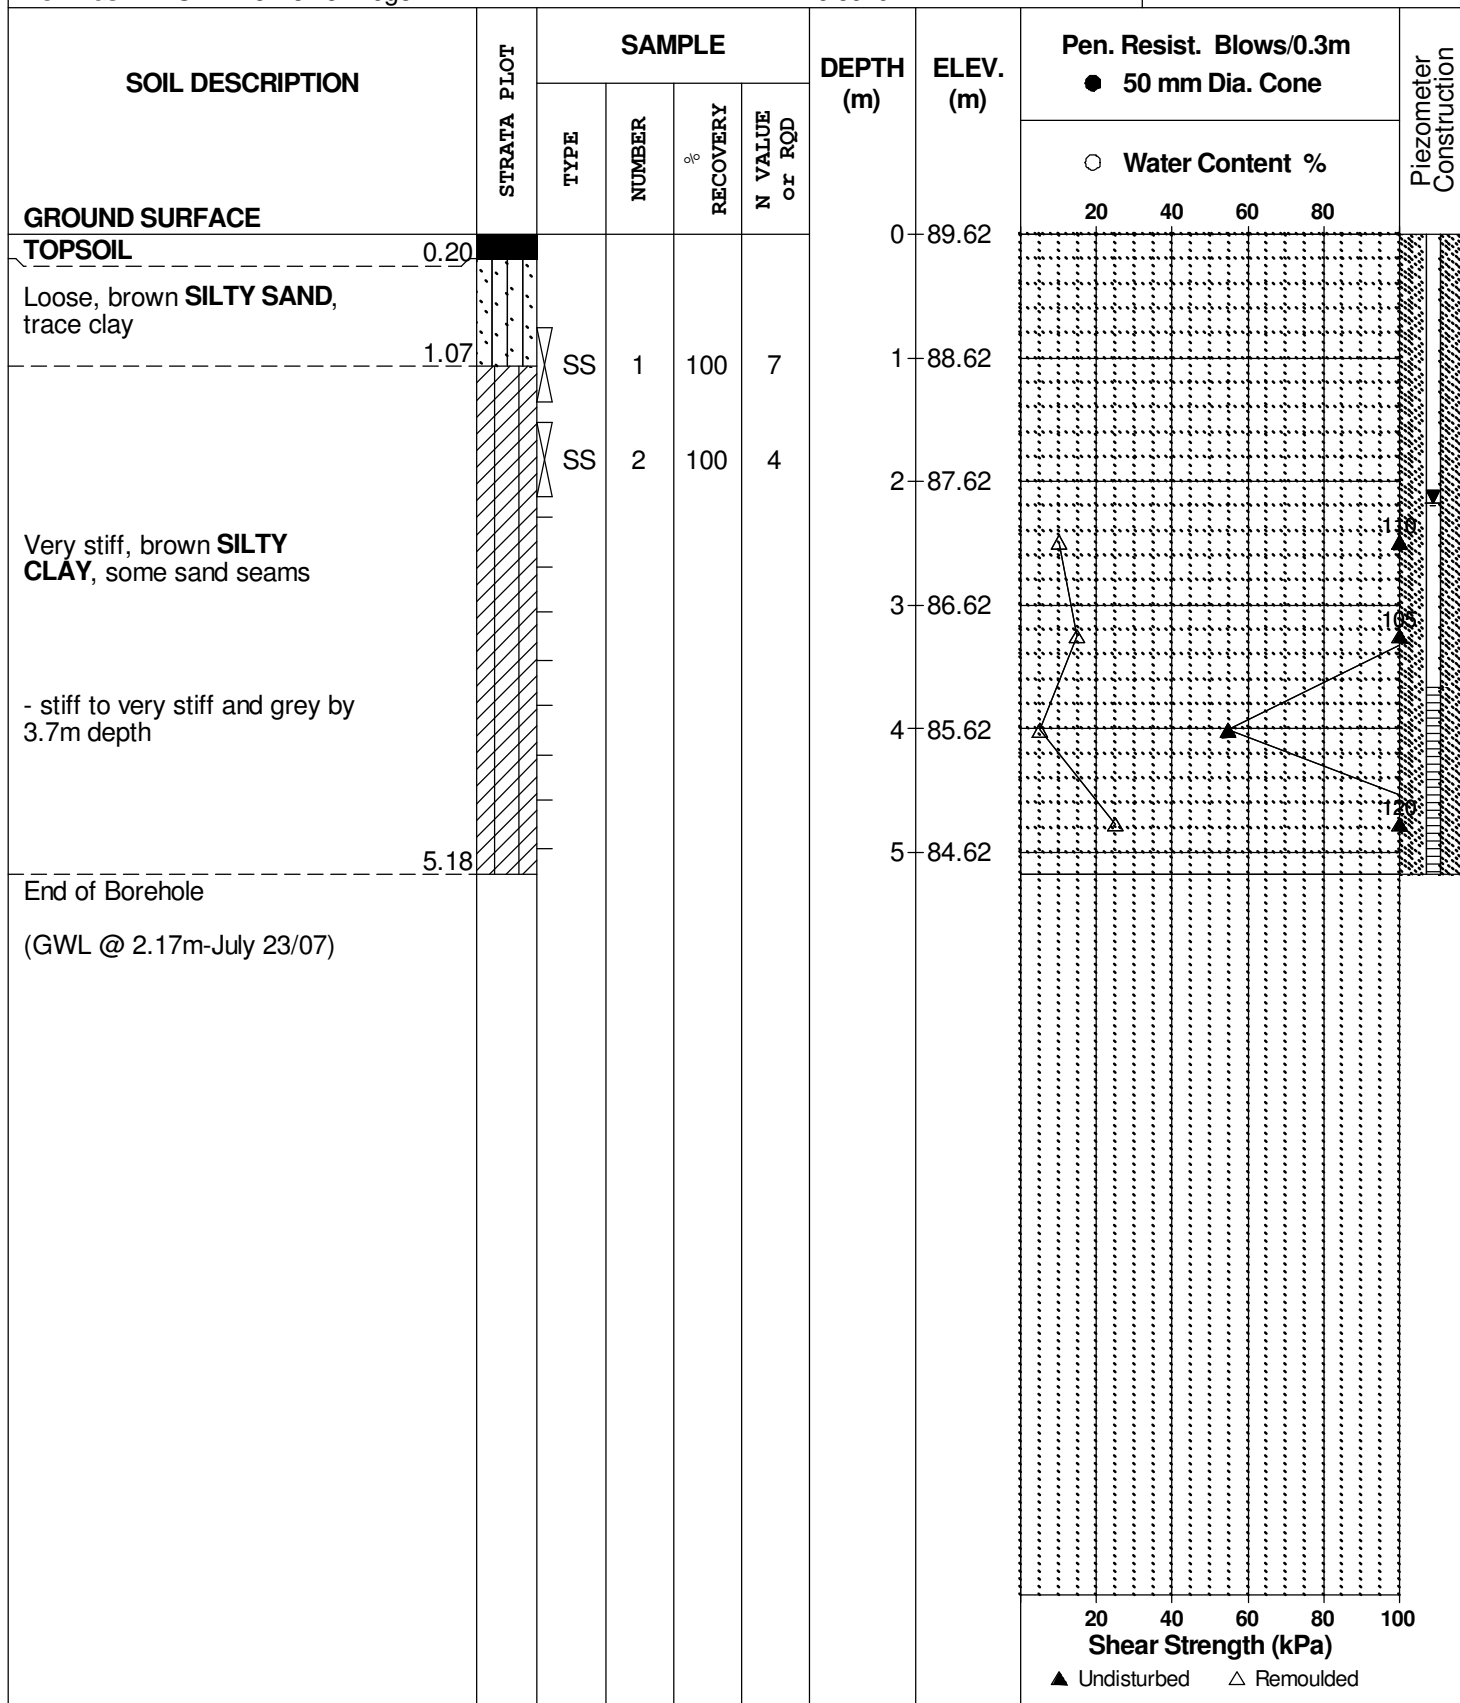 SOIL DESCRIPTION
GROUND SURFACE
STRATA PLOT
SAMPLE
TYPE
NUMBER
% RECOVERY
N VALUE or RQD
DEPTH
(m)
ELEV.
(m)
Pen. Resist. Blows/0.3m
● 50 mm Dia. Cone
○ Water Content %
20 40 60 80
Piezometer
Construction
TOPSOIL 0.20
0 89.62
Loose, brown SILTY SAND,
trace clay
1.07
SS 1 100 7
1 88.62
SS 2 100 4
2 87.62
110
Very stiff, brown SILTY
CLAY, some sand seams
3 86.62
105
- stiff to very stiff and grey by
3.7m depth
4 85.62
120
5 84.62
5.18
End of Borehole
(GWL @ 2.17m-July 23/07)
20 40 60 80 100
Shear Strength (kPa)
▲ Undisturbed △ Remoulded